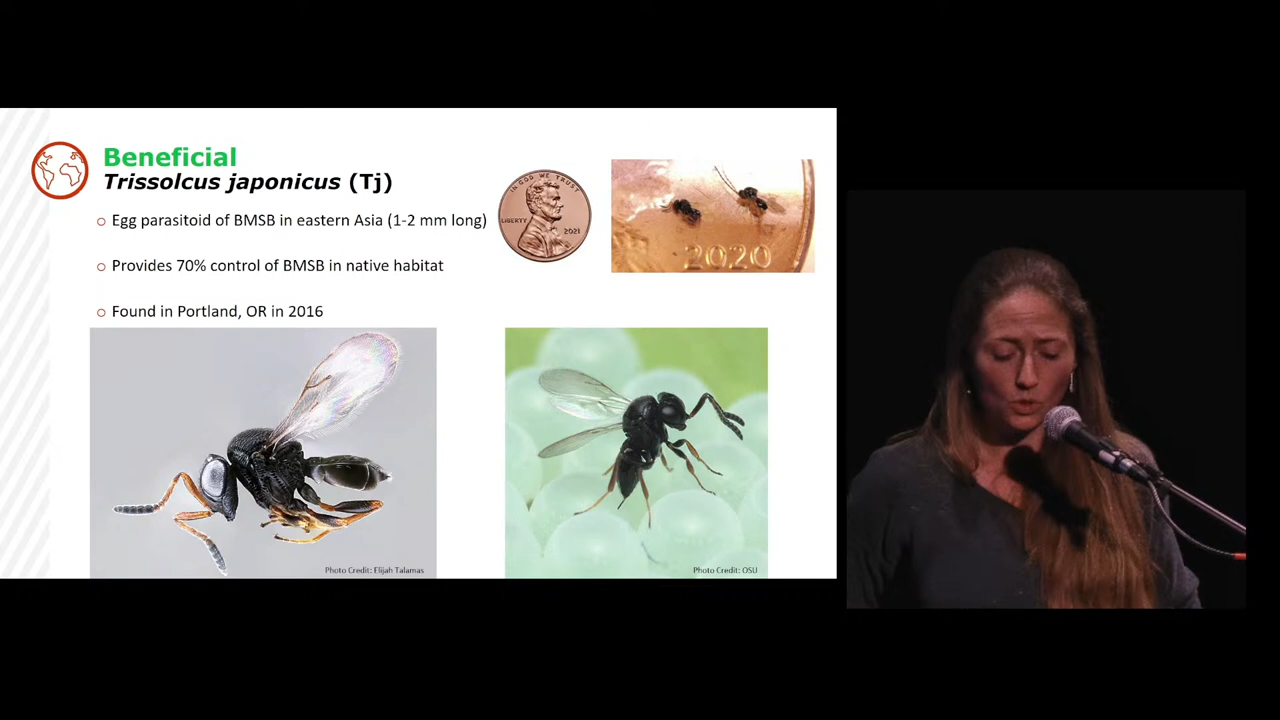 Beneficial
Trissolcus japonicus (Tj)
Egg parasitoid of BMSB in eastern Asia (1-2 mm long)
Provides 70% control of BMSB in native habitat
Found in Portland, OR in 2016
IN GOD WE TRUST
LIBERTY
2021
2020
Photo Credit: Elijah Talamas
Photo Credit: OSU